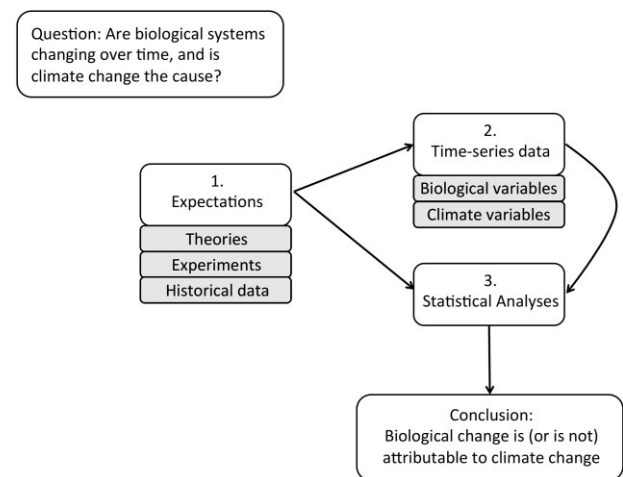 Question: Are biological systems
changing over time, and is
climate change the cause?
1.
Expectations
Theories
Experiments
Historical data
2.
Time-series data
Biological variables
Climate variables
3.
Statistical Analyses
Conclusion:
Biological change is (or is not)
attributable to climate change